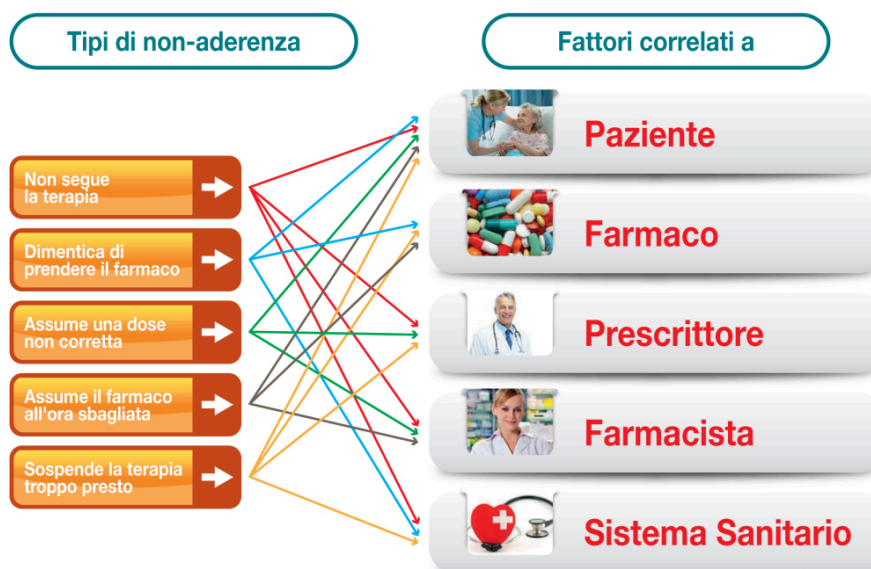 Tipi di non-aderenza
Fattori correlati a
Non segue
la terapia
Dimentica di
prendere il farmaco
Assume una dose
non corretta
Assume il farmaco
all'ora sbagliata
Sospende la terapia
troppo presto
Paziente
Farmaco
Prescrittore
Farmacista
Sistema Sanitario